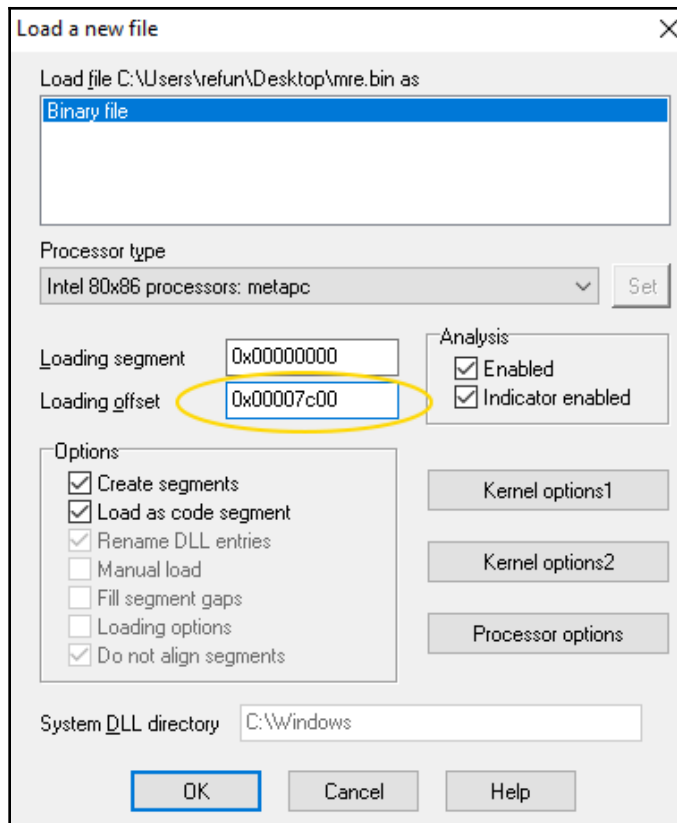 Load a new file
Load file C:\Users\refun\Desktop\mre.bin as
Binary file
Processor type
Intel 80x86 processors: metapc
Set
Loading segment 0x00000000
Loading offset 0x00007c00
Analysis
Enabled
Indicator enabled
Options
Create segments
Load as code segment
Rename DLL entries
Manual load
Fill segment gaps
Loading options
Do not align segments
Kernel options1
Kernel options2
Processor options
System DLL directory C:\Windows
OK Cancel Help